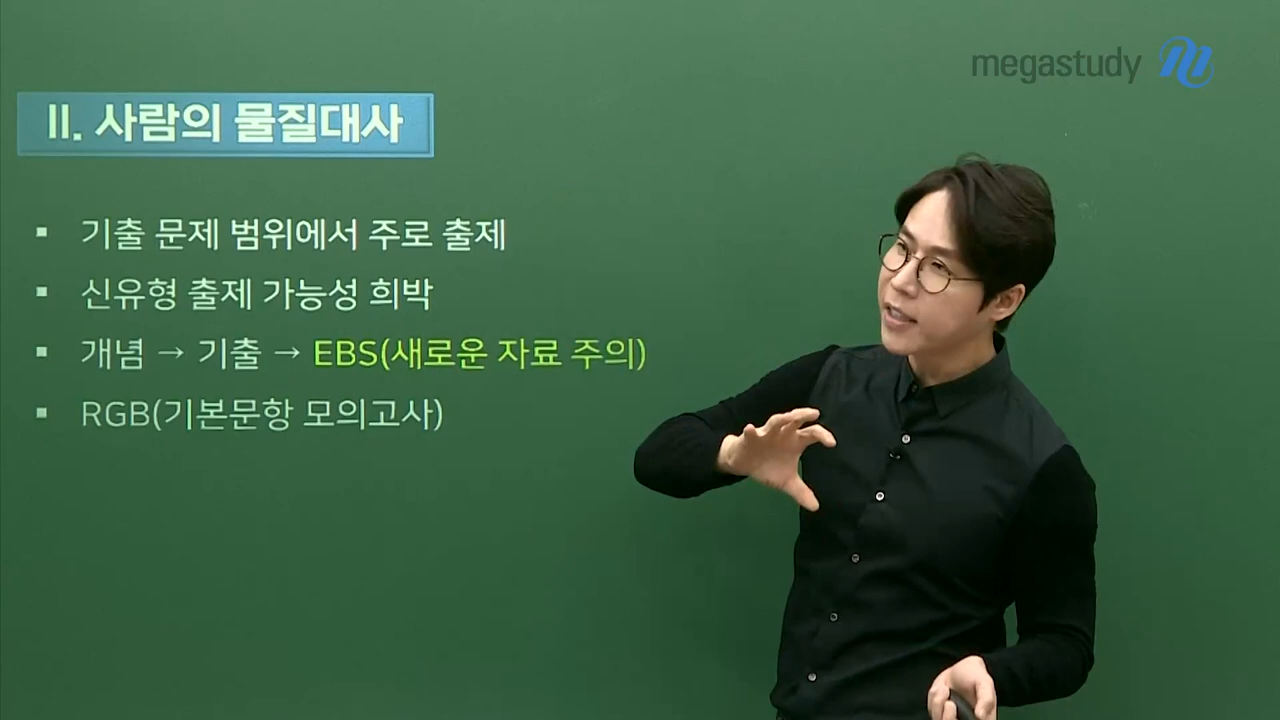 megastudy
II. 사람의 물질대사
▪ 기출 문제 범위에서 주로 출제
▪ 신유형 출제 가능성 희박
▪ 개념 → 기출 → EBS(새로운 자료 주의)
▪ RGB(기본문항 모의고사)